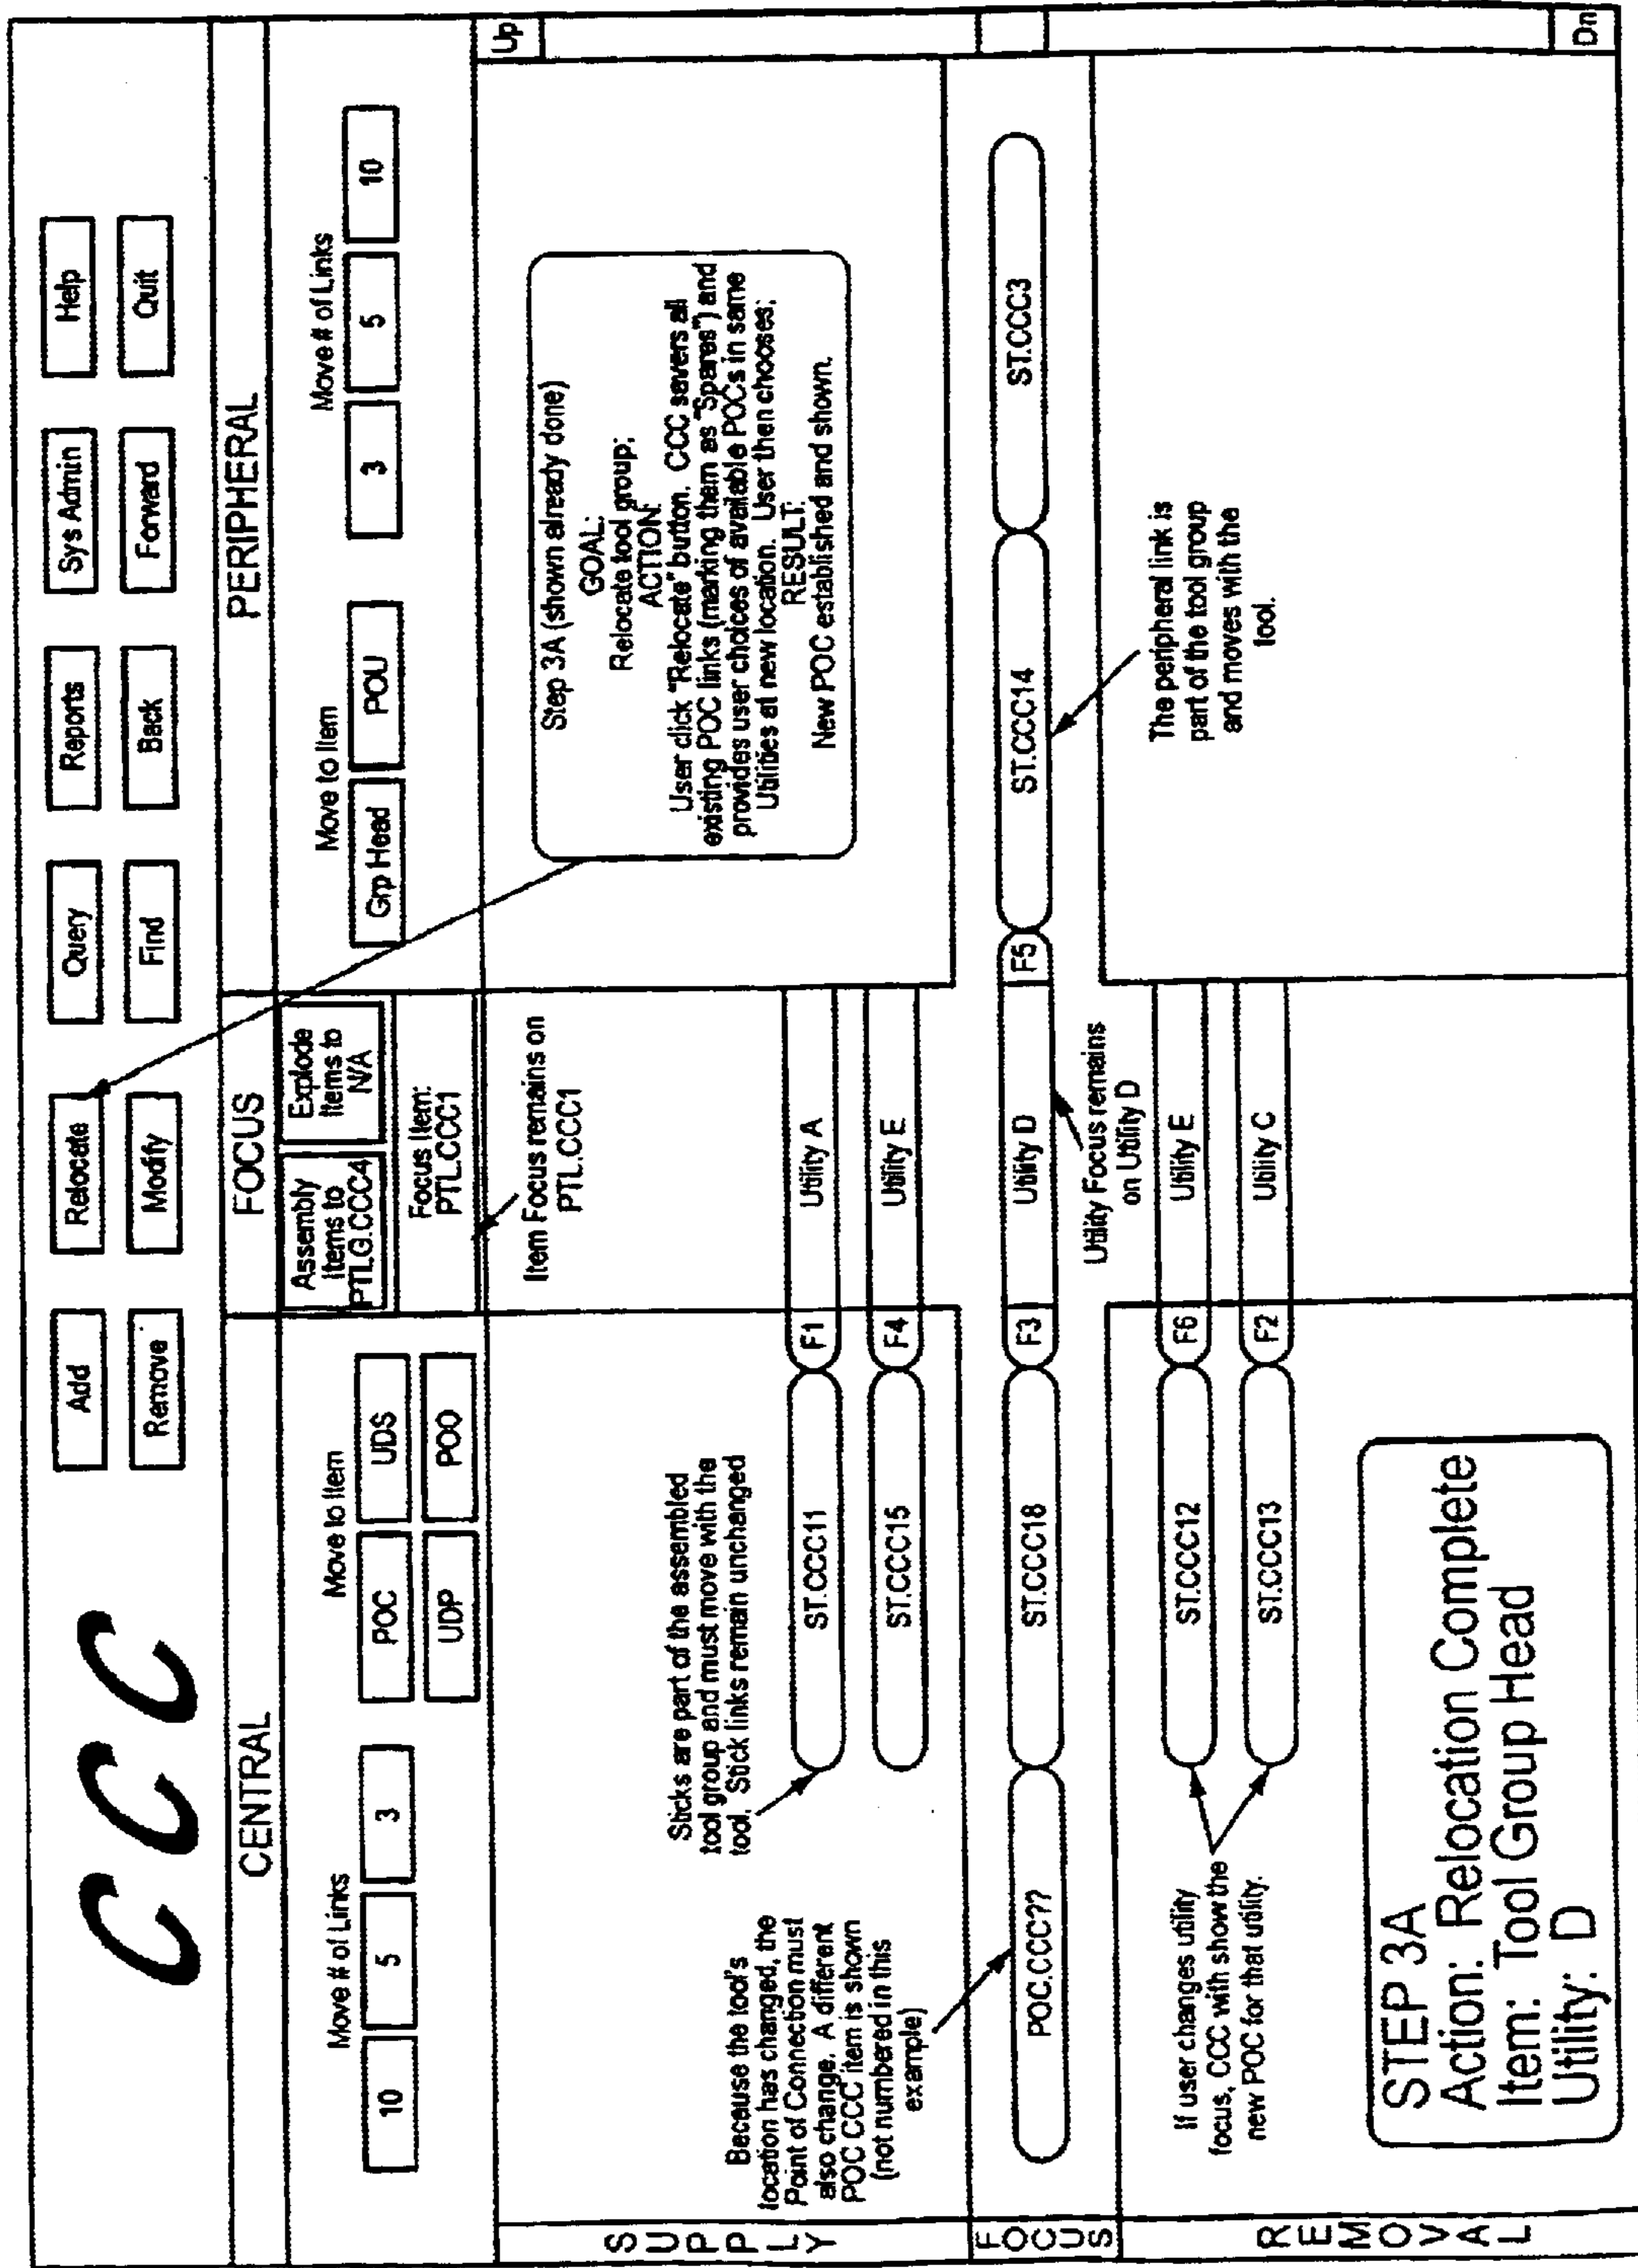 CCC
Add
Relocate
Query
Reports
Sys Admin
Help
Remove
Modify
Find
Back
Forward
Quit
CENTRAL
FOCUS
PERIPHERAL
Move # of Links
10
5
3
Move to Item
POC
UDS
UDP
POO
Assembly
Items to
PTLG.CCC4
Explode
Items to
N/A
Focus Item:
PTL.CCC1
Move to Item
Grp Head
POU
Move # of Links
3
5
10
Up
SUPPLY
Because the tool's
location has changed, the
Point of Connection must
also change. A different
POC CCC item is shown
(not numbered in this
example)
Sticks are part of the assembled
tool group and must move with the
tool. Stick links remain unchanged
Item Focus remains on
PTL.CCC1
Step 3A (shown already done)
GOAL:
Relocate tool group:
ACTION:
User click "Relocate" button. CCC severs all
existing POC links (marking them as "Spares") and
provides user choices of available POCs in same
Utilities at new location. User then chooses:
RESULT:
New POC established and shown.
ST.CCC11
F1
Utility A
ST.CCC15
F4
Utility E
FOCUS
POC.CCC??
ST.CCC18
F3
Utility D
F5
ST.CCC14
ST.CCC3
Utility Focus remains
on Utility D
REMOVAL
If user changes utility
focus, CCC with show the
new POC for that utility.
ST.CCC12
F6
Utility E
ST.CCC13
F2
Utility C
The peripheral link is
part of the tool group
and moves with the
tool.
STEP 3A
Action: Relocation Complete
Item: Tool Group Head
Utility: D
Dn